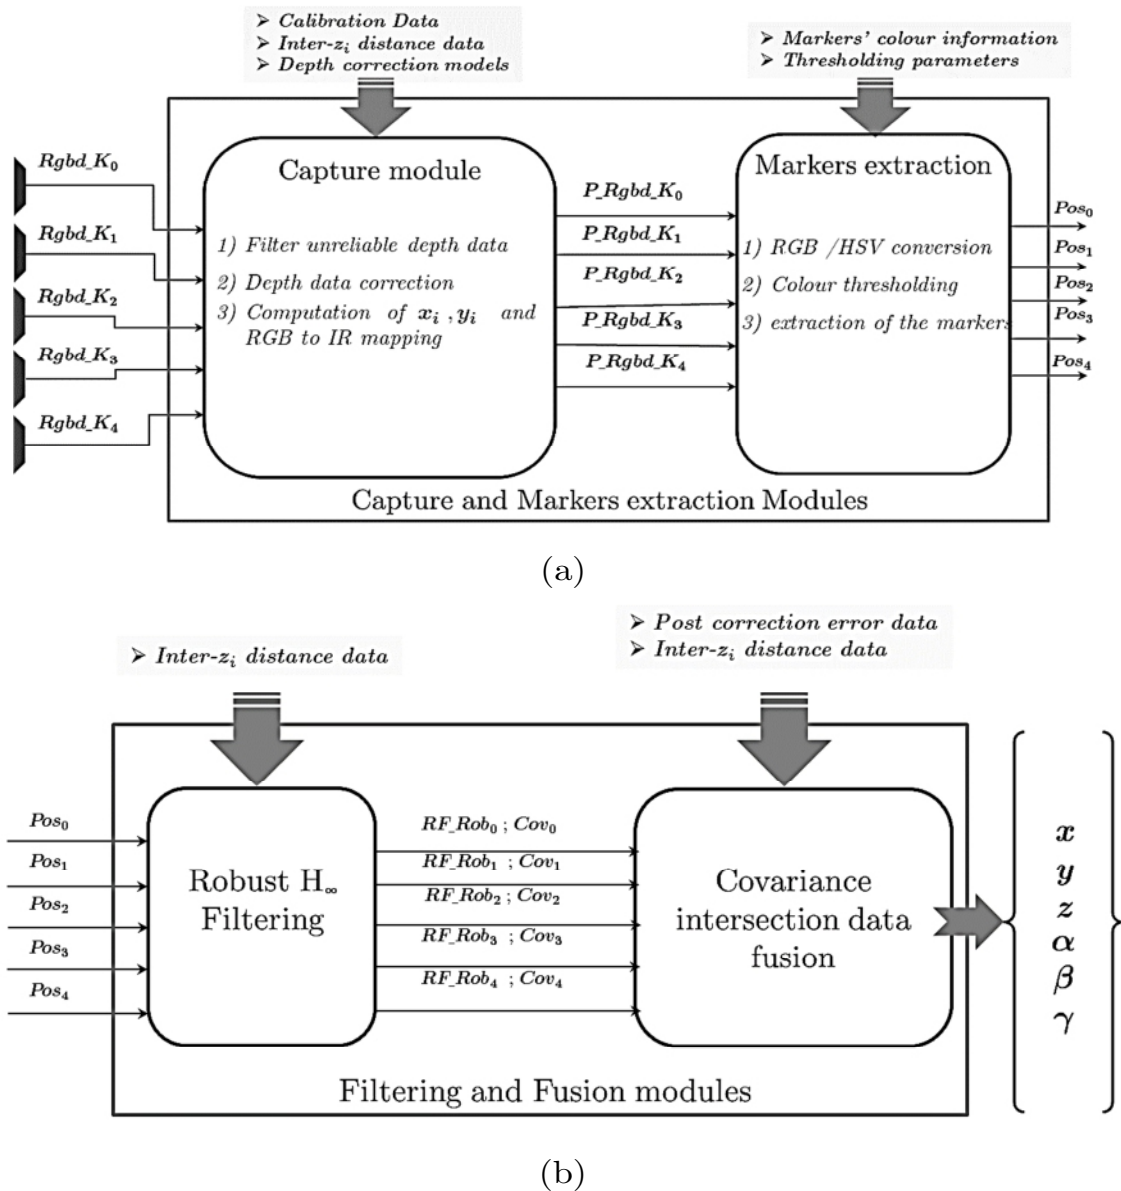 ➢ Calibration Data
➢ Inter-zᵢ distance data
➢ Depth correction models
➢ Markers' colour information
➢ Thresholding parameters
Rgbd_K₀
Rgbd_K₁
Rgbd_K₂
Rgbd_K₃
Rgbd_K₄
Capture module
1) Filter unreliable depth data
2) Depth data correction
3) Computation of xᵢ , yᵢ and
RGB to IR mapping
P_Rgbd_K₀
P_Rgbd_K₁
P_Rgbd_K₂
P_Rgbd_K₃
P_Rgbd_K₄
Markers extraction
1) RGB /HSV conversion
2) Colour thresholding
3) extraction of the markers
Pos₀
Pos₁
Pos₂
Pos₃
Pos₄
Capture and Markers extraction Modules
(a)
➢ Inter-zᵢ distance data
➢ Post correction error data
➢ Inter-zᵢ distance data
Pos₀
Pos₁
Pos₂
Pos₃
Pos₄
Robust H∞
Filtering
RF_Rob₀ ; Cov₀
RF_Rob₁ ; Cov₁
RF_Rob₂ ; Cov₂
RF_Rob₃ ; Cov₃
RF_Rob₄ ; Cov₄
Covariance
intersection data
fusion
x
y
z
α
β
γ
Filtering and Fusion modules
(b)